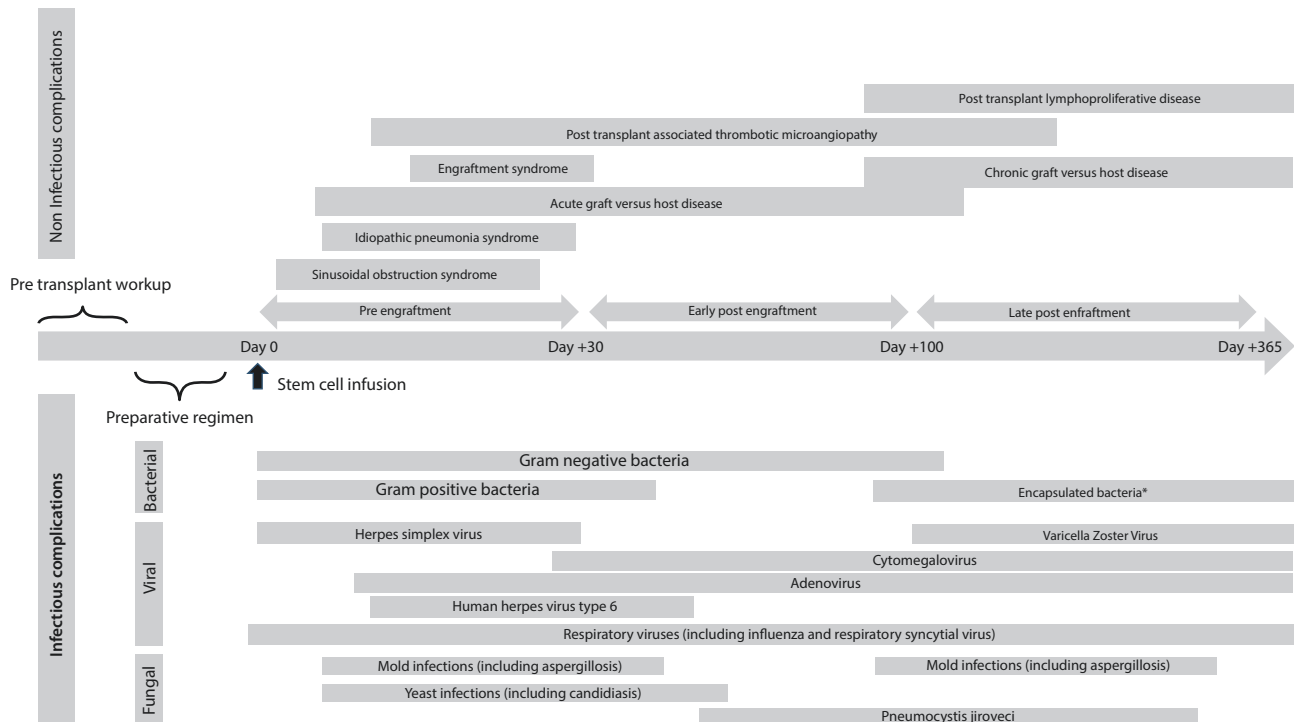 Non Infectious complications
Post transplant lymphoproliferative disease
Post transplant associated thrombotic microangiopathy
Engraftment syndrome
Chronic graft versus host disease
Acute graft versus host disease
Idiopathic pneumonia syndrome
Sinusoidal obstruction syndrome
Pre transplant workup
Pre engraftment
Early post engraftment
Late post enfraftment
Day 0
Day +30
Day +100
Day +365
Stem cell infusion
Preparative regimen
Infectious complications
Bacterial
Gram negative bacteria
Gram positive bacteria
Encapsulated bacteria*
Viral
Herpes simplex virus
Varicella Zoster Virus
Cytomegalovirus
Adenovirus
Human herpes virus type 6
Respiratory viruses (including influenza and respiratory syncytial virus)
Fungal
Mold infections (including aspergillosis)
Mold infections (including aspergillosis)
Yeast infections (including candidiasis)
Pneumocystis jiroveci